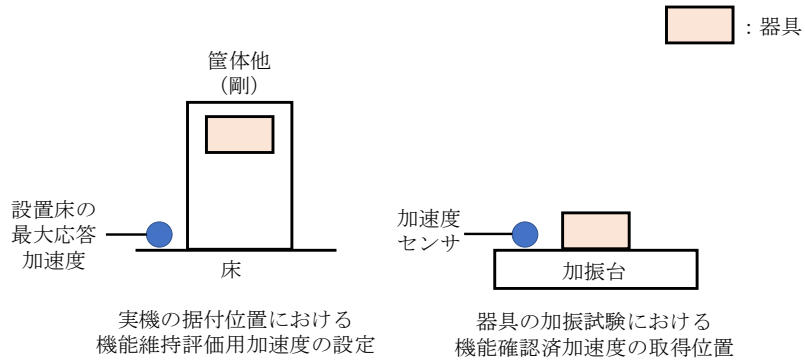 ：器具
筐体他
（剛）
設置床の
最大応答
加速度
床
実機の据付位置における
機能維持評価用加速度の設定
加速度
センサ
加振台
器具の加振試験における
機能確認済加速度の取得位置